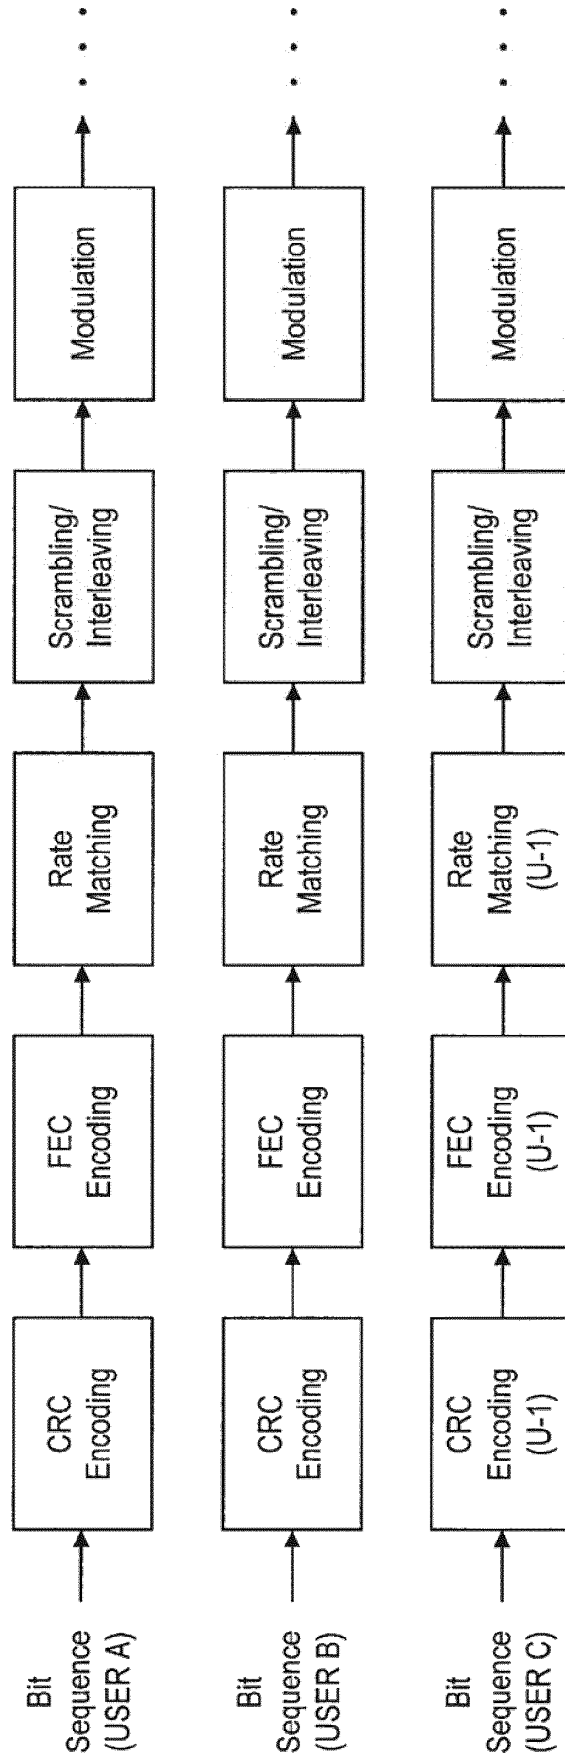 Bit
Sequence
(USER A)
CRC
Encoding
FEC
Encoding
Rate
Matching
Scrambling/
Interleaving
Modulation
Bit
Sequence
(USER B)
CRC
Encoding
FEC
Encoding
Rate
Matching
Scrambling/
Interleaving
Modulation
Bit
Sequence
(USER C)
CRC
Encoding
(U-1)
FEC
Encoding
(U-1)
Rate
Matching
(U-1)
Scrambling/
Interleaving
Modulation